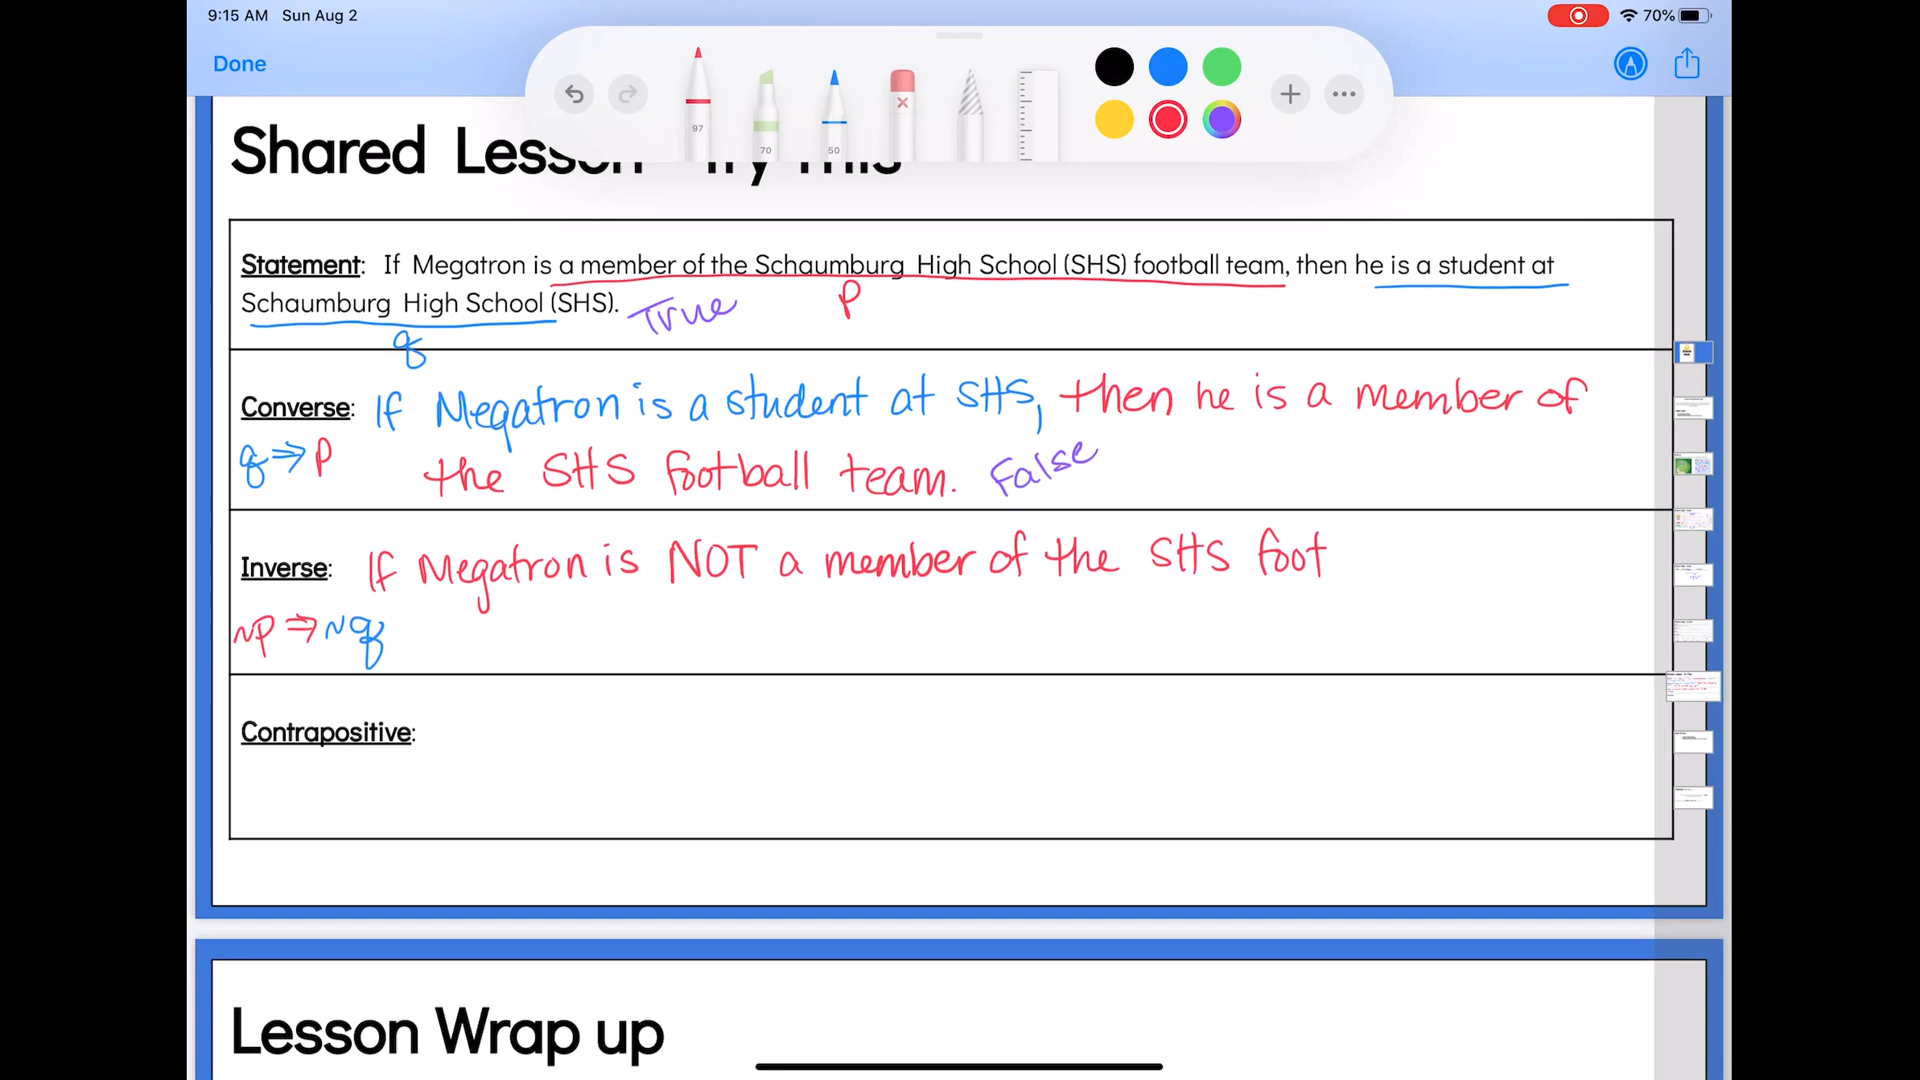 9:15 AM Sun Aug 2
70%
Done
97
70
50
Shared Lesson Try This
Statement: If Megatron is a member of the Schaumburg High School (SHS) football team, then he is a student at
Schaumburg High School (SHS). True p
q
Converse: If Megatron is a student at SHS, then he is a member of
q ⇒ p the SHS football team. False
Inverse: If Megatron is NOT a member of the SHS foot
~p ⇒ ~q
Contrapositive:
Lesson Wrap up